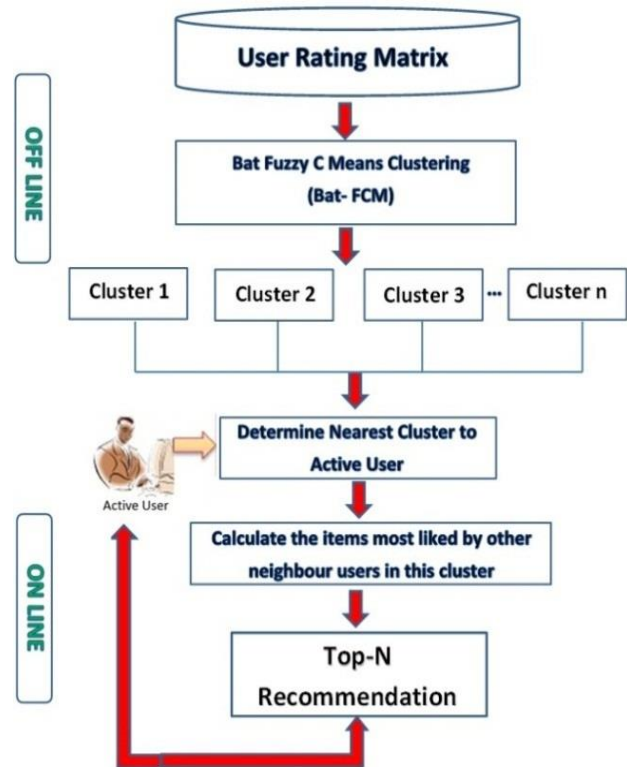 User Rating Matrix
OFF LINE
Bat Fuzzy C Means Clustering
(Bat- FCM)
Cluster 1
Cluster 2
Cluster 3
...
Cluster n
Determine Nearest Cluster to
Active User
Active User
ON LINE
Calculate the items most liked by other
neighbour users in this cluster
Top-N
Recommendation